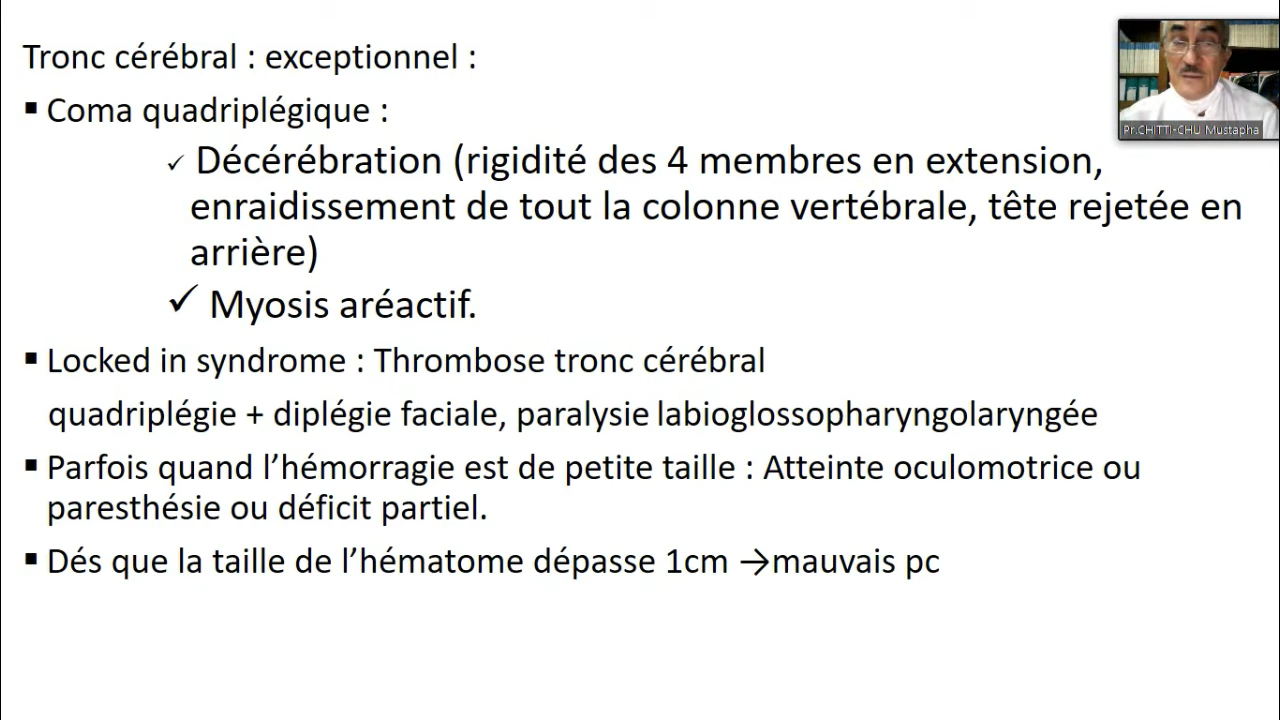 Tronc cérébral : exceptionnel :
▪ Coma quadriplégique :
✓ Décérébration (rigidité des 4 membres en extension,
enraidissement de tout la colonne vertébrale, tête rejetée en
arrière)
✓ Myosis aréactif.
▪ Locked in syndrome : Thrombose tronc cérébral
quadriplégie + diplégie faciale, paralysie labioglossopharyngolaryngée
▪ Parfois quand l’hémorragie est de petite taille : Atteinte oculomotrice ou
paresthésie ou déficit partiel.
▪ Dés que la taille de l’hématome dépasse 1cm →mauvais pc
Pr.CHITTI-CHU Mustapha